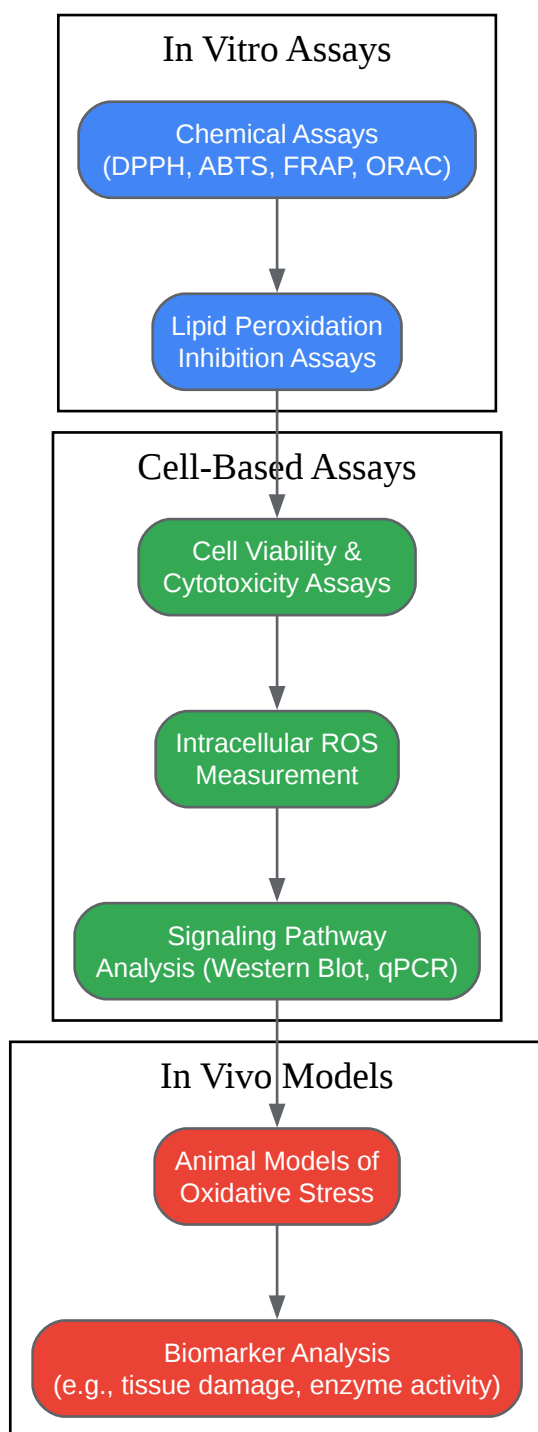 In Vitro Assays
Chemical Assays
(DPPH, ABTS, FRAP, ORAC)
Lipid Peroxidation
Inhibition Assays
Cell-Based Assays
Cell Viability &
Cytotoxicity Assays
Intracellular ROS
Measurement
Signaling Pathway
Analysis (Western Blot, qPCR)
In Vivo Models
Animal Models of
Oxidative Stress
Biomarker Analysis
(e.g., tissue damage, enzyme activity)